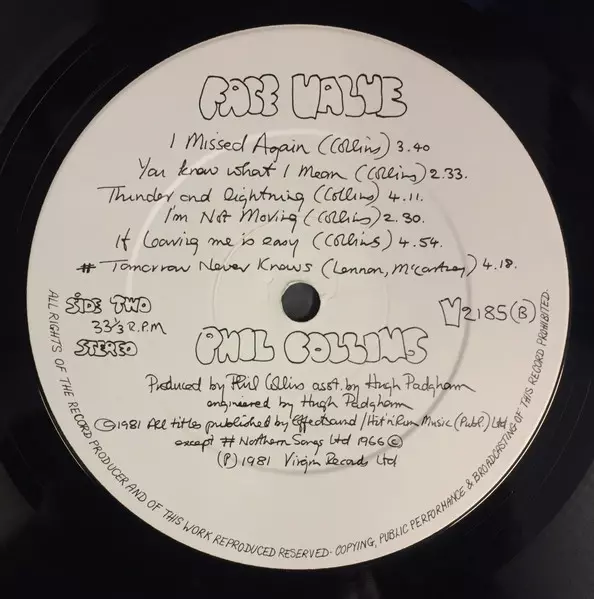 FACE VALUE
I Missed Again (Collins) 3.40
You know what I Mean (Collins) 2.33.
Thunder and Lightning (Collins) 4.11.
I'm Not Moving (Collins) 2.30.
If Leaving me is easy (Collins) 4.54.
# Tomorrow Never Knows (Lennon, McCartney) 4.18.
SIDE TWO
33 1/3 R.P.M
STEREO
V2185(B)
PHIL COLLINS
Produced by Phil Collins asst. by Hugh Padgham
engineered by Hugh Padgham
© 1981 All titles published by Effectsound / Hit'n'Run Music (Publ.) Ltd
except # Northern Songs Ltd 1966 ©
(P) 1981 Virgin Records Ltd
ALL RIGHTS OF THE RECORD PRODUCER AND OF THIS WORK REPRODUCED RESERVED · COPYING, PUBLIC PERFORMANCE & BROADCASTING OF THIS RECORD PROHIBITED.